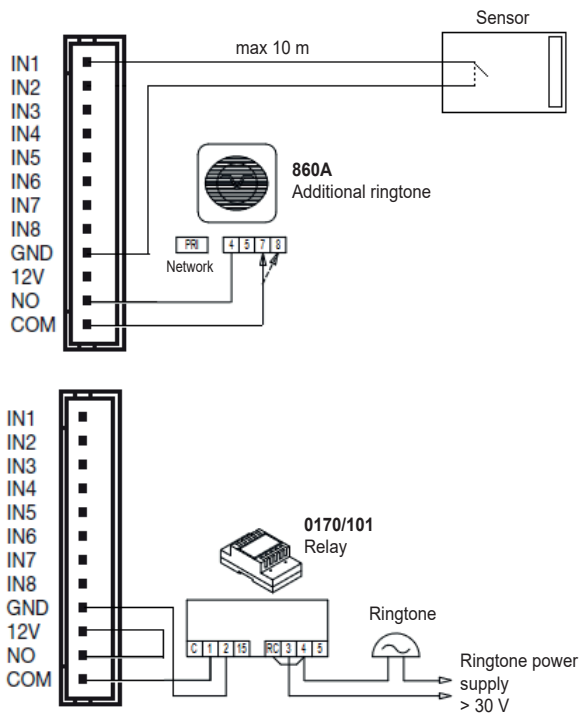 Sensor
max 10 m
IN1
IN2
IN3
IN4
IN5
IN6
IN7
IN8
GND
12V
NO
COM
860A
Additional ringtone
PRI
4 5 7 8
Network
IN1
IN2
IN3
IN4
IN5
IN6
IN7
IN8
GND
12V
NO
COM
0170/101
Relay
C 1 2 15 RC 3 4 5
Ringtone
Ringtone power
supply
> 30 V